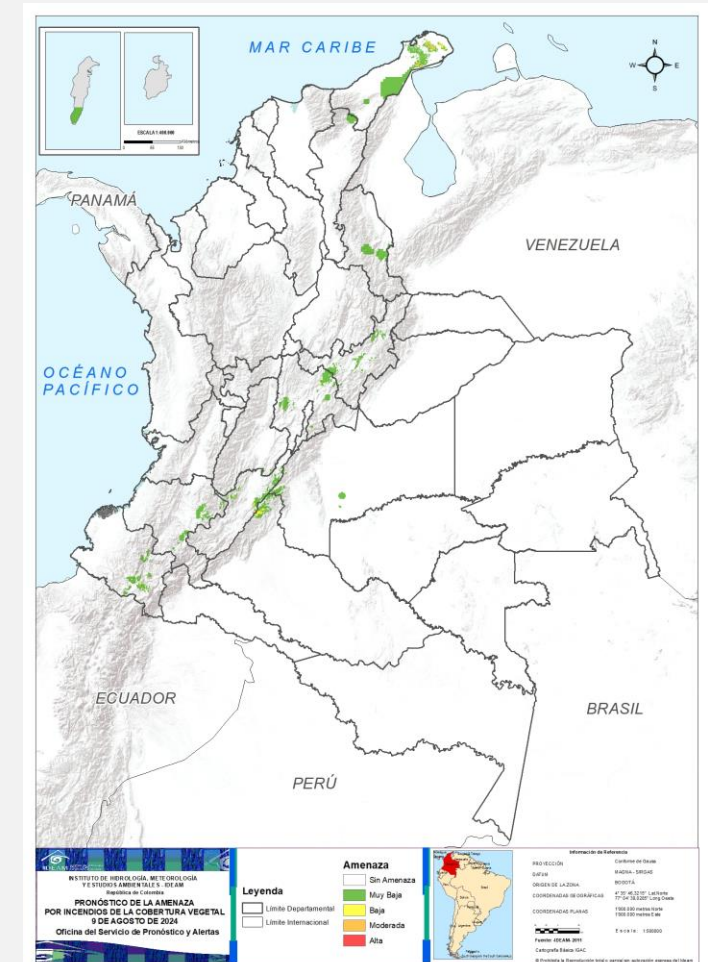 MAR CARIBE
N
W
E
S
PANAMÁ
VENEZUELA
OCÉANO
PACÍFICO
ECUADOR
BRASIL
PERÚ
INSTITUTO DE HIDROLOGÍA, METEOROLOGÍA
Y ESTUDIOS AMBIENTALES - IDEAM
República de Colombia
PRONÓSTICO DE LA AMENAZA
POR INCENDIOS DE LA COBERTURA VEGETAL
9 DE AGOSTO DE 2024
Oficina del Servicio de Pronóstico y Alertas
Leyenda
Límite Departamental
Límite Internacional
Amenaza
Sin Amenaza
Muy Baja
Baja
Moderada
Alta
Información de Referencia
PROYECCIÓN
Conforme de Gauss
DATUM
MAGNA - SIRGAS
ORIGEN DE LA ZONA
BOGOTÁ
COORDENADAS GEOGRÁFICAS
COORDENADAS PLANAS
Fuente: IDEAM
Cartografía Básica IGAC